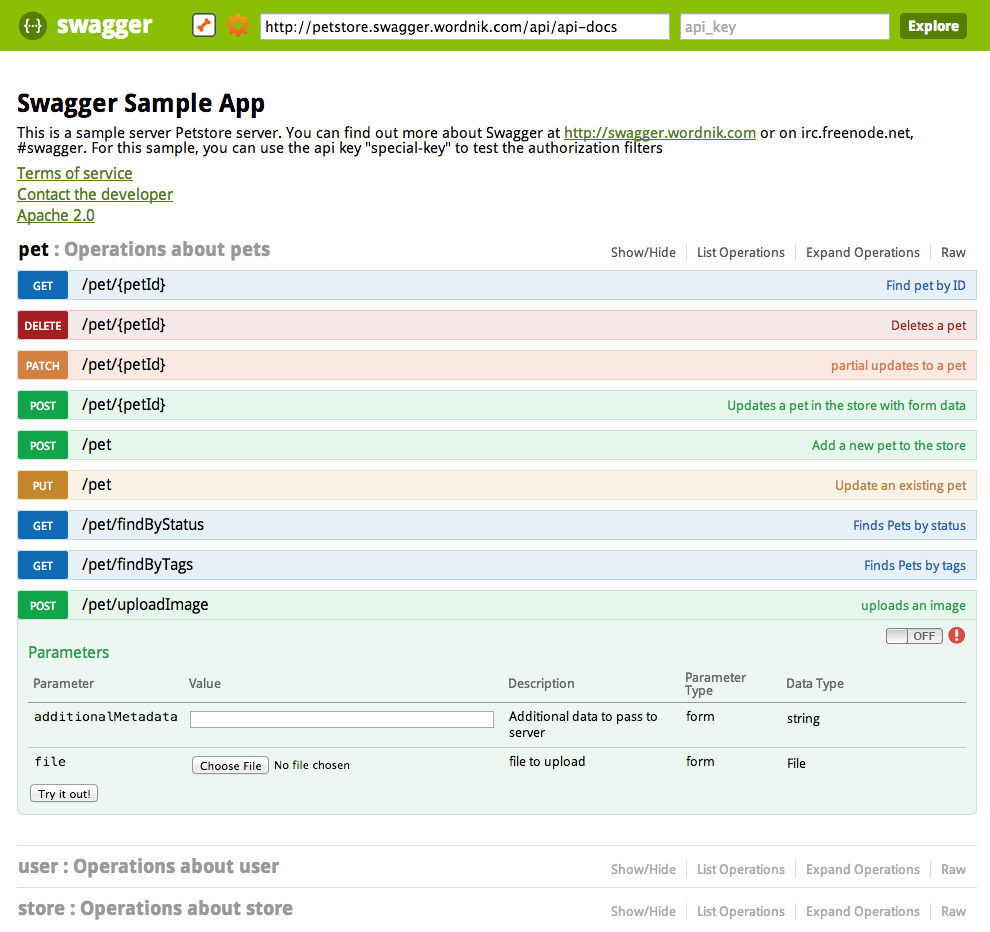 {··} swagger http://petstore.swagger.wordnik.com/api/api-docs api_key Explore
Swagger Sample App
This is a sample server Petstore server. You can find out more about Swagger at http://swagger.wordnik.com or on irc.freenode.net,
#swagger. For this sample, you can use the api key "special-key" to test the authorization filters
Terms of service
Contact the developer
Apache 2.0
pet : Operations about pets Show/Hide List Operations Expand Operations Raw
GET /pet/{petId} Find pet by ID
DELETE /pet/{petId} Deletes a pet
PATCH /pet/{petId} partial updates to a pet
POST /pet/{petId} Updates a pet in the store with form data
POST /pet Add a new pet to the store
PUT /pet Update an existing pet
GET /pet/findByStatus Finds Pets by status
GET /pet/findByTags Finds Pets by tags
POST /pet/uploadImage uploads an image
OFF !
Parameters
Parameter Value Description Parameter Type Data Type
additionalMetadata Additional data to pass to server form string
file Choose File No file chosen file to upload form File
Try it out!
user : Operations about user Show/Hide List Operations Expand Operations Raw
store : Operations about store Show/Hide List Operations Expand Operations Raw